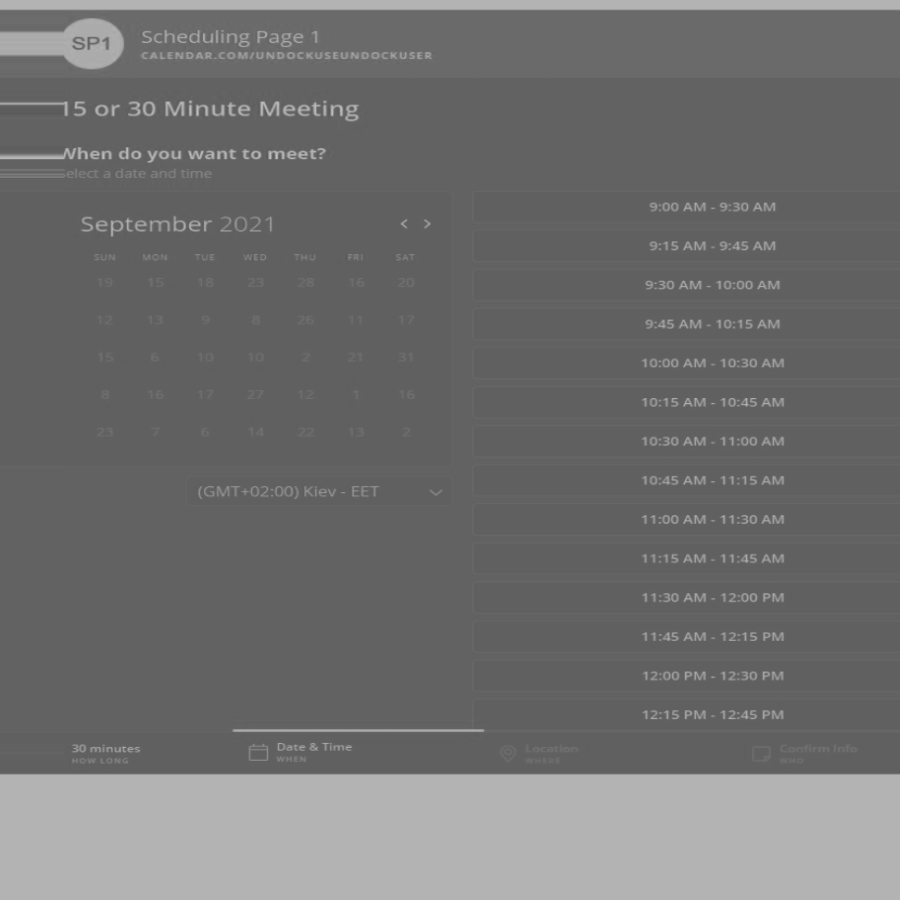 SP1
Scheduling Page 1
CALENDAR.COM/UNDOCKUSEUNDOCKUSER
15 or 30 Minute Meeting
When do you want to meet?
elect a date and time
September 2021
SUN MON TUE WED THU FRI SAT
19 15 18 23 28 16 20
12 13 9 8 26 11 17
15 6 10 10 2 21 31
8 16 17 27 12 1 16
23 7 6 14 22 13 2
(GMT+02:00) Kiev - EET
9:00 AM - 9:30 AM
9:15 AM - 9:45 AM
9:30 AM - 10:00 AM
9:45 AM - 10:15 AM
10:00 AM - 10:30 AM
10:15 AM - 10:45 AM
10:30 AM - 11:00 AM
10:45 AM - 11:15 AM
11:00 AM - 11:30 AM
11:15 AM - 11:45 AM
11:30 AM - 12:00 PM
11:45 AM - 12:15 PM
12:00 PM - 12:30 PM
12:15 PM - 12:45 PM
30 minutes
HOW LONG
Date & Time
WHEN
Location
WHERE
Confirm Info
WHO